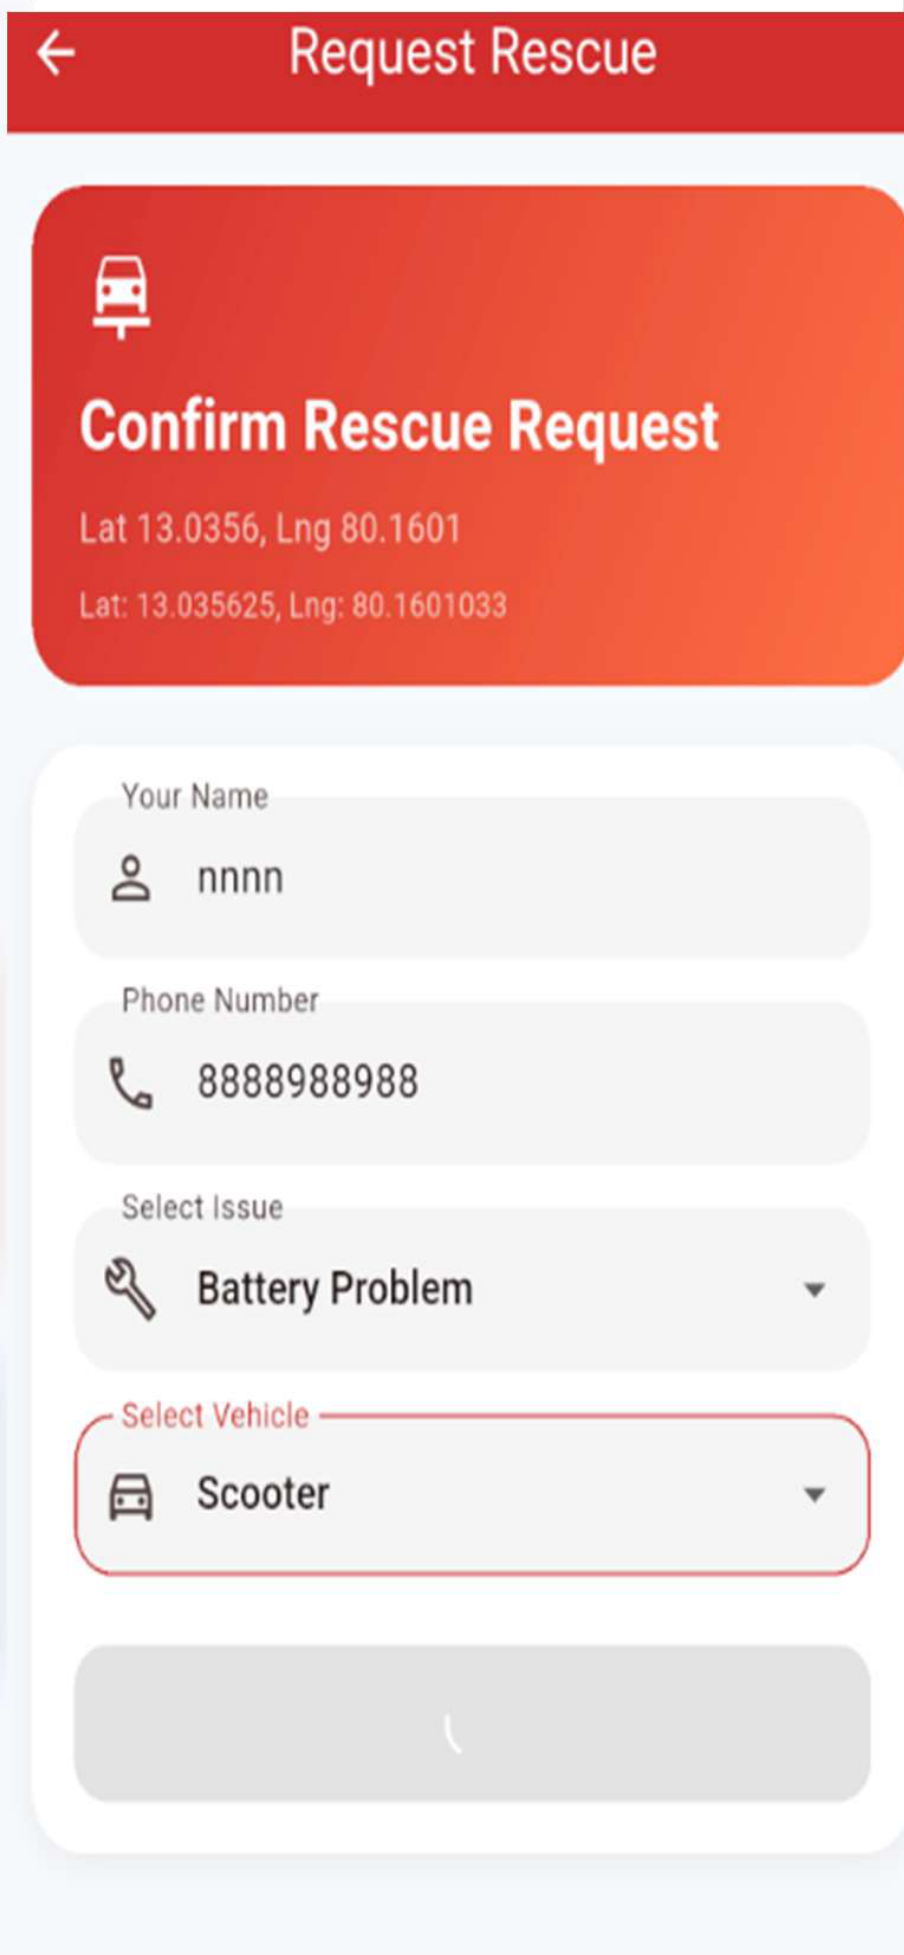 Request Rescue
Confirm Rescue Request
Lat 13.0356, Lng 80.1601
Lat: 13.035625, Lng: 80.1601033
Your Name
nnnn
Phone Number
8888988988
Select Issue
Battery Problem
Select Vehicle
Scooter